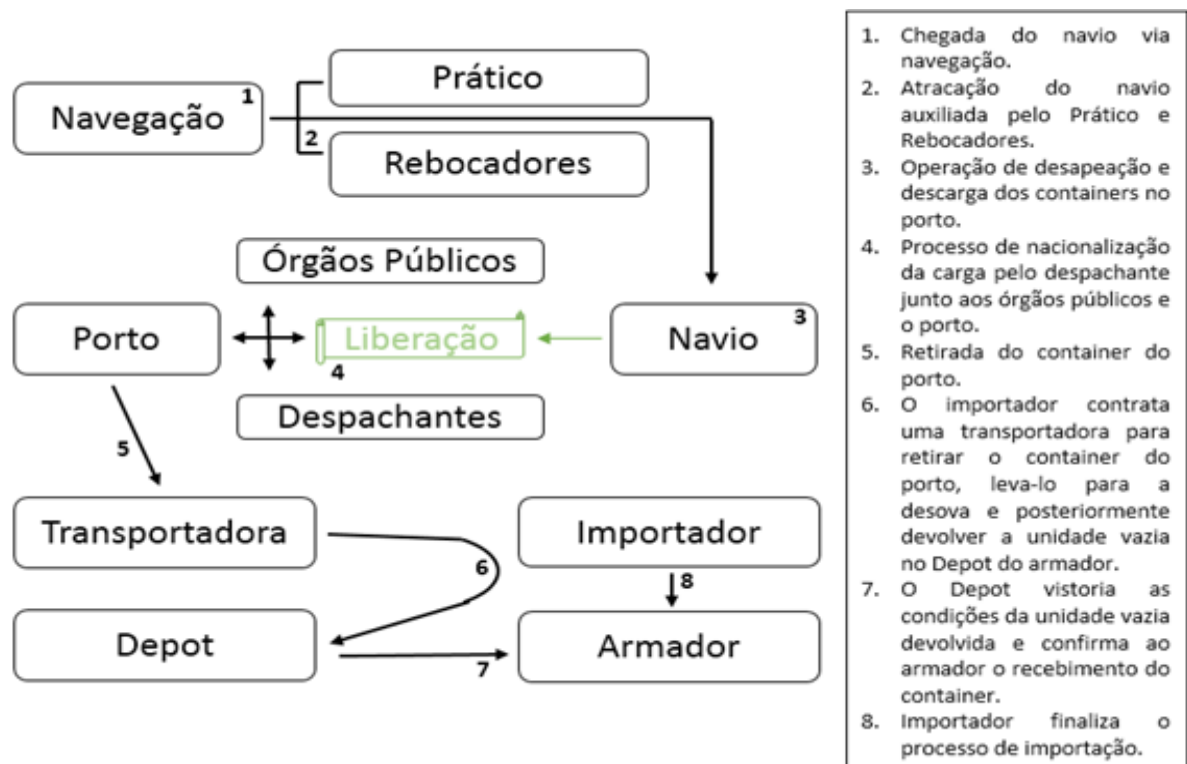 Navegação
1
Prático
2
Rebocadores
Órgãos Públicos
Porto
Liberação
4
Navio
3
Despachantes
5
Transportadora
Importador
6
8
Depot
7
Armador
1. Chegada do navio via
navegação.
2. Atracação do navio
auxiliada pelo Prático e
Rebocadores.
3. Operação de desapeação e
descarga dos containers no
porto.
4. Processo de nacionalização
da carga pelo despachante
junto aos órgãos públicos e
o porto.
5. Retirada do container do
porto.
6. O importador contrata
uma transportadora para
retirar o container do
porto, leva-lo para a
desova e posteriormente
devolver a unidade vazia
no Depot do armador.
7. O Depot vistoria as
condições da unidade vazia
devolvida e confirma ao
armador o recebimento do
container.
8. Importador finaliza o
processo de importação.